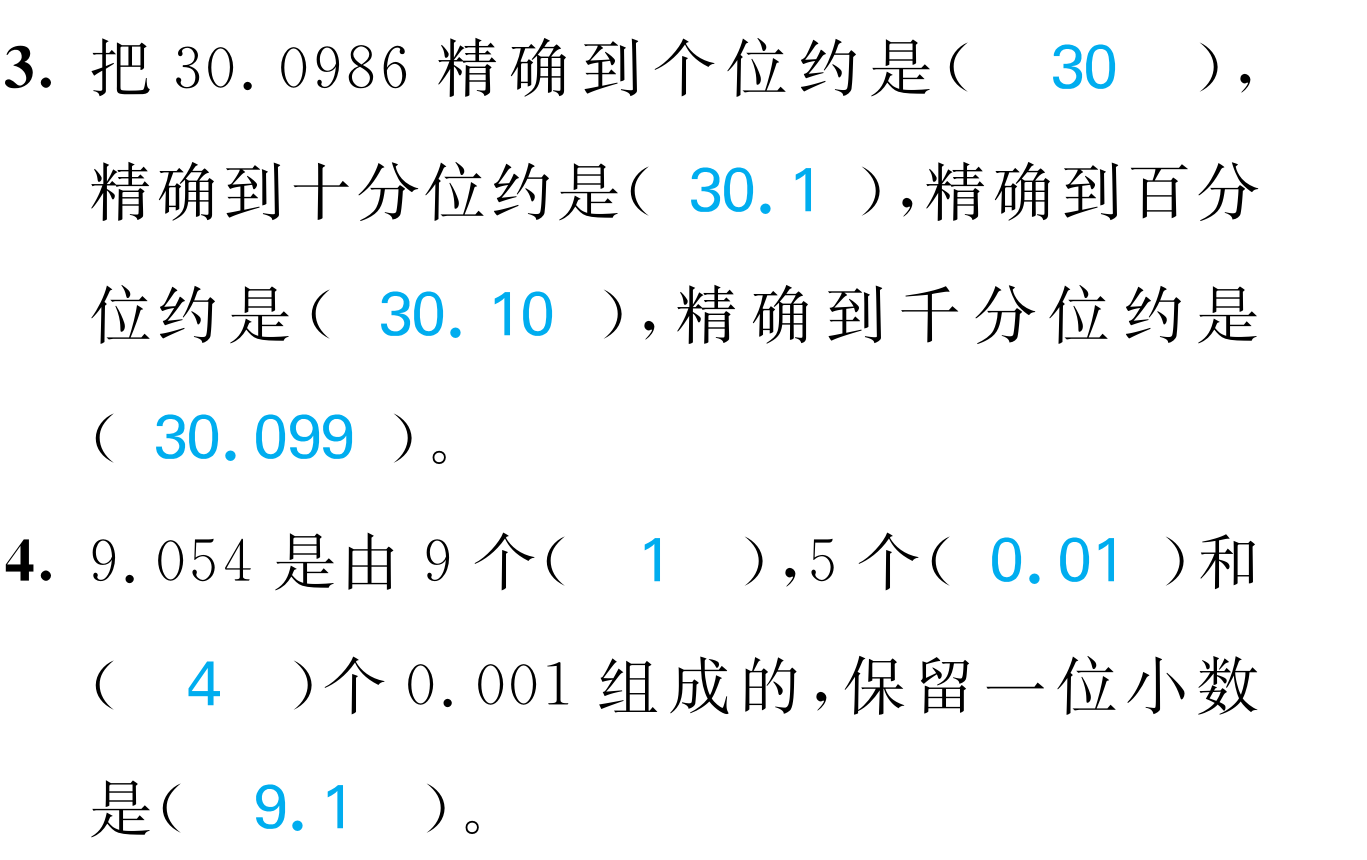 3. 把 30.0986 精确到个位约是( 30 ),
精确到十分位约是( 30.1 ),精确到百分
位约是( 30.10 ),精确到千分位约是
( 30.099 )。
4. 9.054 是由 9 个( 1 ),5 个( 0.01 )和
( 4 )个 0.001 组成的,保留一位小数
是( 9.1 )。